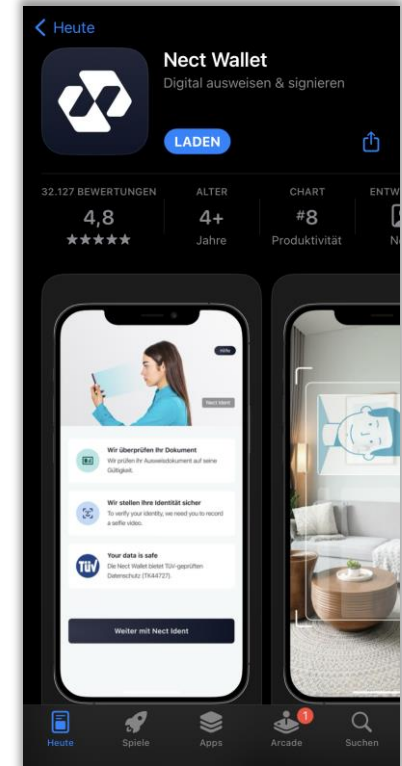 Heute
Nect Wallet
Digital ausweisen & signieren
LADEN
32.127 BEWERTUNGEN
4,8
★★★★★
ALTER
4+
Jahre
CHART
#8
Produktivität
ENTW
Hilfe
Nect Ident
Wir überprüfen Ihr Dokument
Wir prüfen Ihr Ausweisdokument auf seine
Gültigkeit.
Wir stellen Ihre Identität sicher
To verify your identity, we need you to record
a selfie video.
TÜV
Your data is safe
Die Nect Wallet bietet TÜV-geprüften
Datenschutz (TK44727).
Weiter mit Nect Ident
Heute
Spiele
Apps
1
Arcade
Suchen